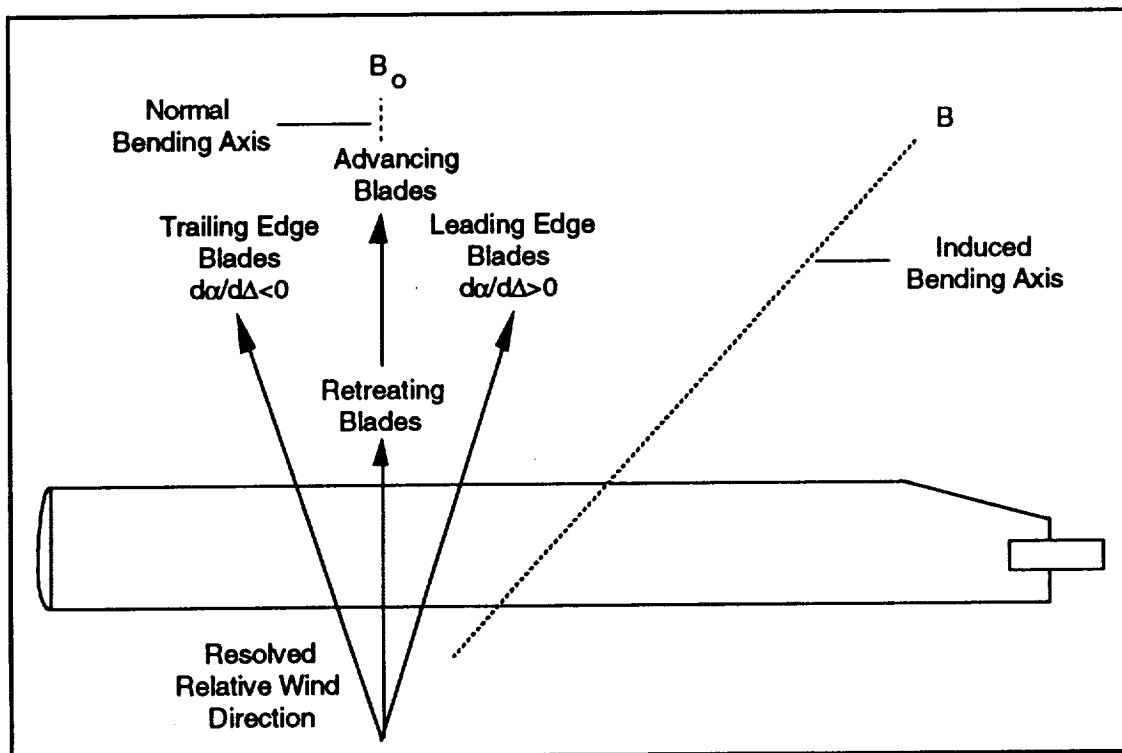 B
o
Normal
Bending Axis
B
Advancing
Blades
Trailing Edge
Blades
dα/dΔ<0
Leading Edge
Blades
dα/dΔ>0
Induced
Bending Axis
Retreating
Blades
Resolved
Relative Wind
Direction